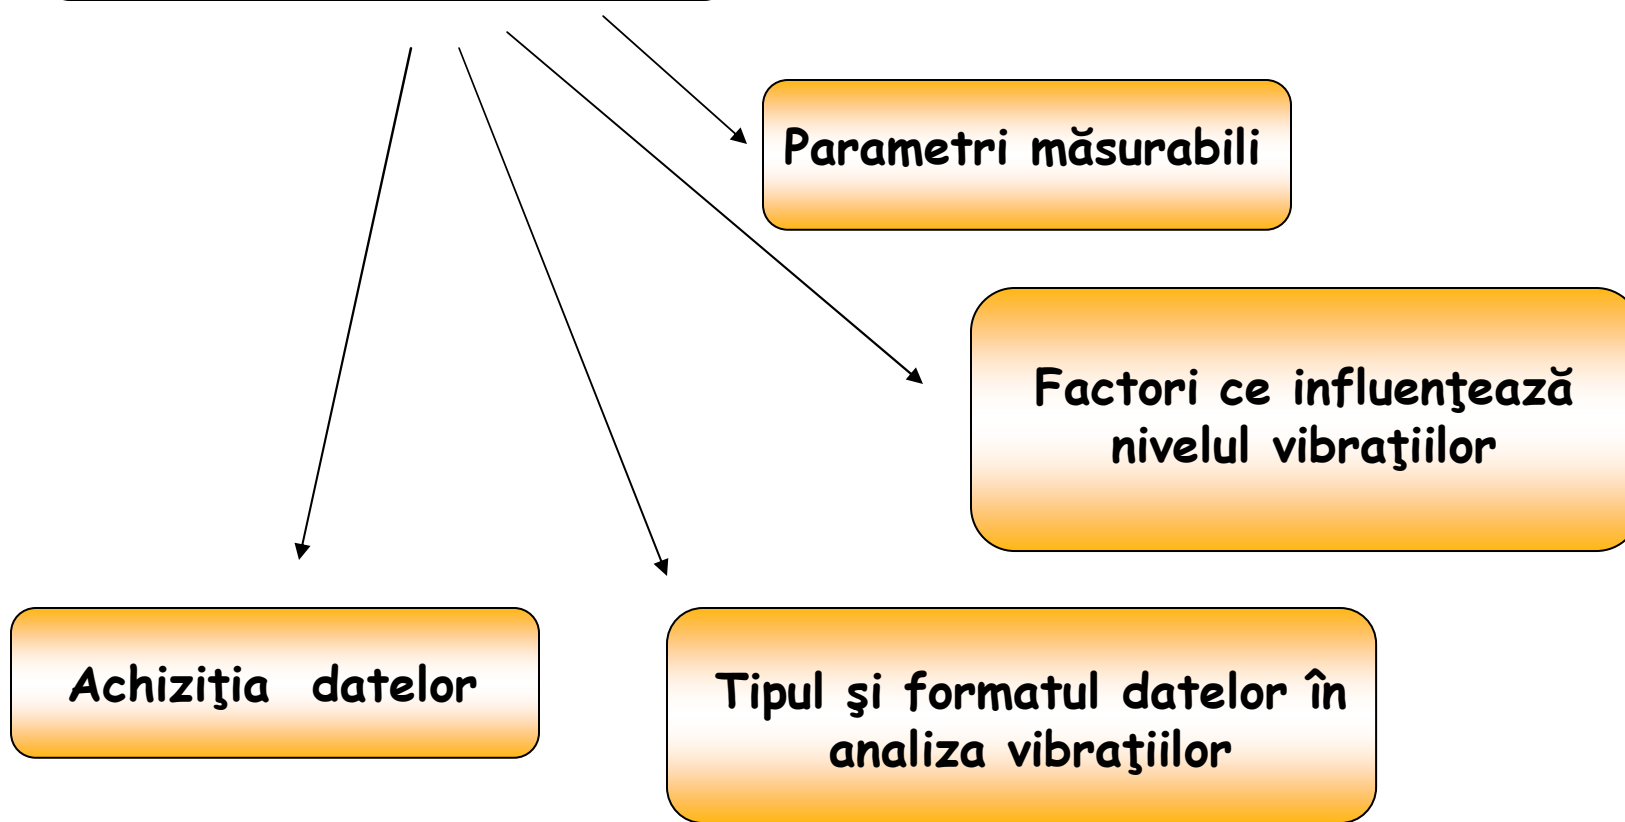 Parametri măsurabili
Factori ce influenţează
nivelul vibraţiilor
Achiziţia datelor
Tipul şi formatul datelor în
analiza vibraţiilor